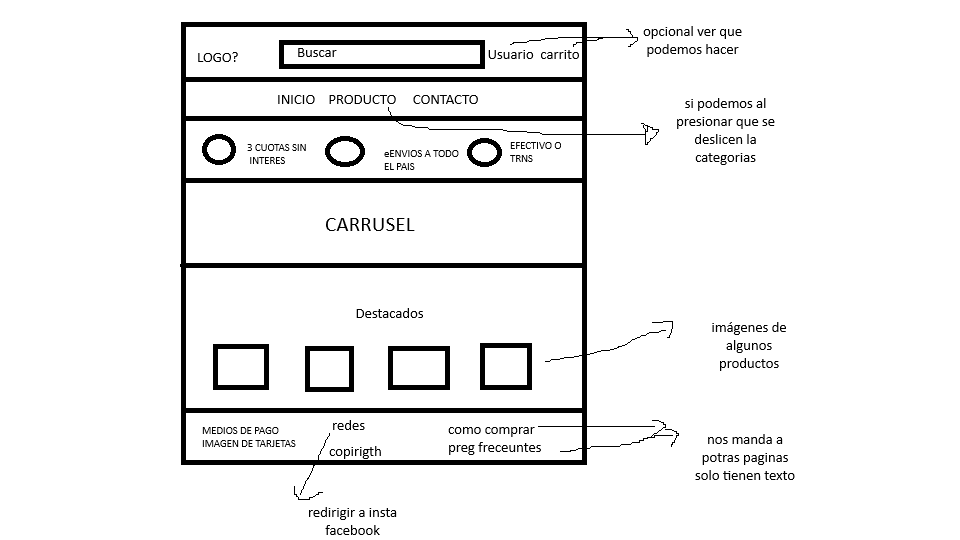 opcional ver que
podemos hacer
LOGO?
Buscar
Usuario carrito
INICIO PRODUCTO CONTACTO
si podemos al
presionar que se
deslicen la
categorias
3 CUOTAS SIN
INTERES
eENVIOS A TODO
EL PAIS
EFECTIVO O
TRNS
CARRUSEL
Destacados
imágenes de
algunos
productos
MEDIOS DE PAGO
IMAGEN DE TARJETAS
redes
copirigth
como comprar
preg freceuntes
nos manda a
potras paginas
solo tienen texto
redirigir a insta
facebook